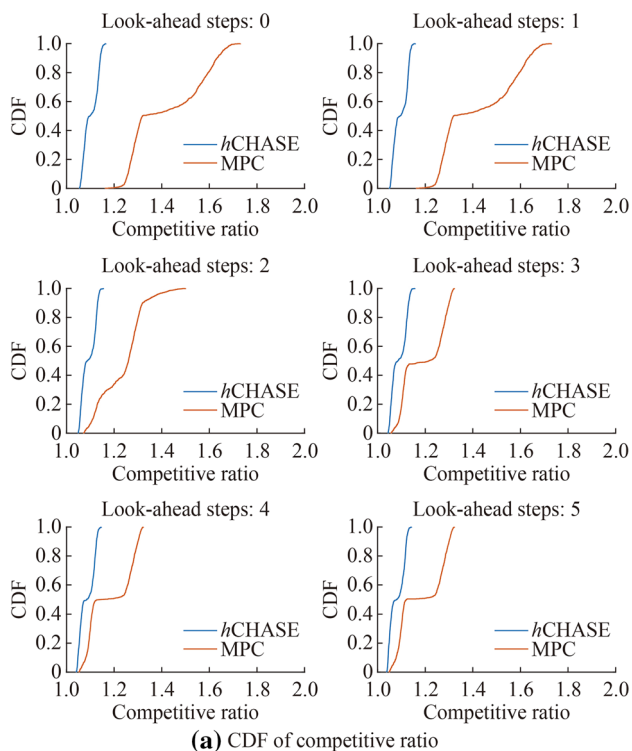 Look-ahead steps: 0
1.0
0.8
0.6
0.4
0.2
0
CDF
hCHASE
MPC
1.0 1.2 1.4 1.6 1.8 2.0
Competitive ratio
Look-ahead steps: 1
1.0
0.8
0.6
0.4
0.2
0
CDF
hCHASE
MPC
1.0 1.2 1.4 1.6 1.8 2.0
Competitive ratio
Look-ahead steps: 2
1.0
0.8
0.6
0.4
0.2
0
CDF
hCHASE
MPC
1.0 1.2 1.4 1.6 1.8 2.0
Competitive ratio
Look-ahead steps: 3
1.0
0.8
0.6
0.4
0.2
0
CDF
hCHASE
MPC
1.0 1.2 1.4 1.6 1.8 2.0
Competitive ratio
Look-ahead steps: 4
1.0
0.8
0.6
0.4
0.2
0
CDF
hCHASE
MPC
1.0 1.2 1.4 1.6 1.8 2.0
Competitive ratio
Look-ahead steps: 5
1.0
0.8
0.6
0.4
0.2
0
CDF
hCHASE
MPC
1.0 1.2 1.4 1.6 1.8 2.0
Competitive ratio
(a) CDF of competitive ratio